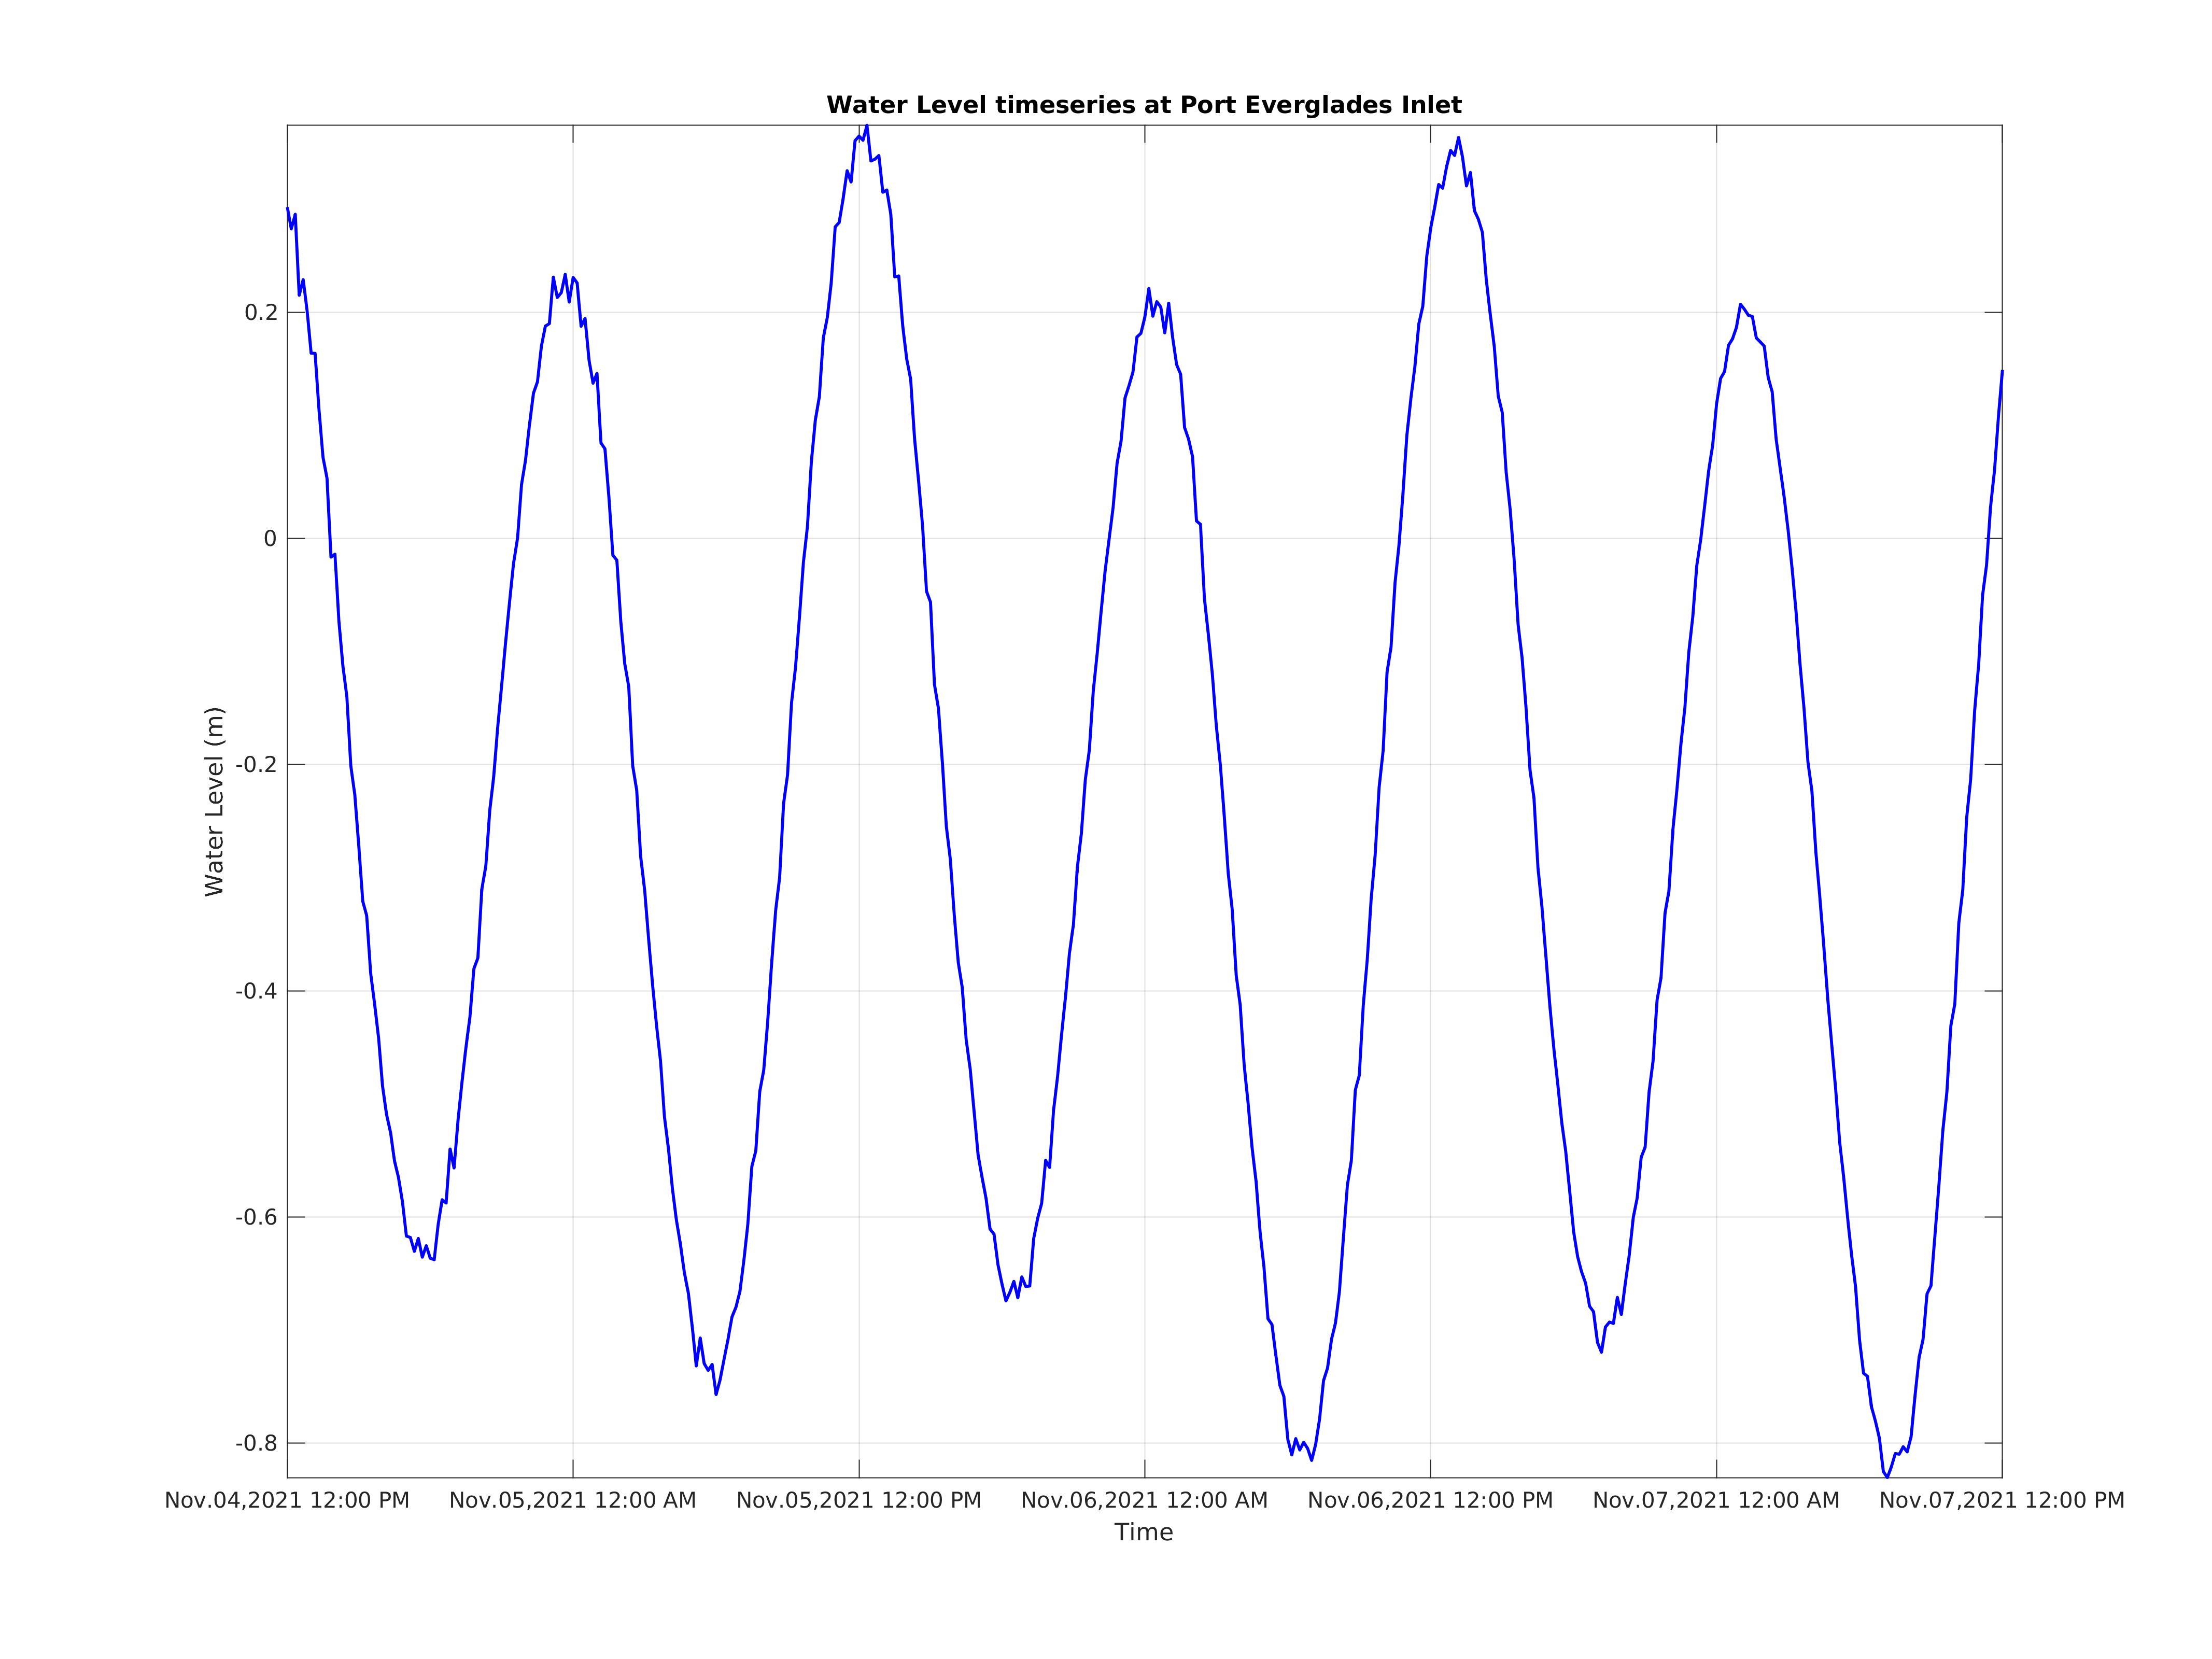 Water Level timeseries at Port Everglades Inlet
0.2
0
-0.2
-0.4
-0.6
-0.8
Water Level (m)
Nov.04,2021 12:00 PM
Nov.05,2021 12:00 AM
Nov.05,2021 12:00 PM
Nov.06,2021 12:00 AM
Nov.06,2021 12:00 PM
Nov.07,2021 12:00 AM
Nov.07,2021 12:00 PM
Time